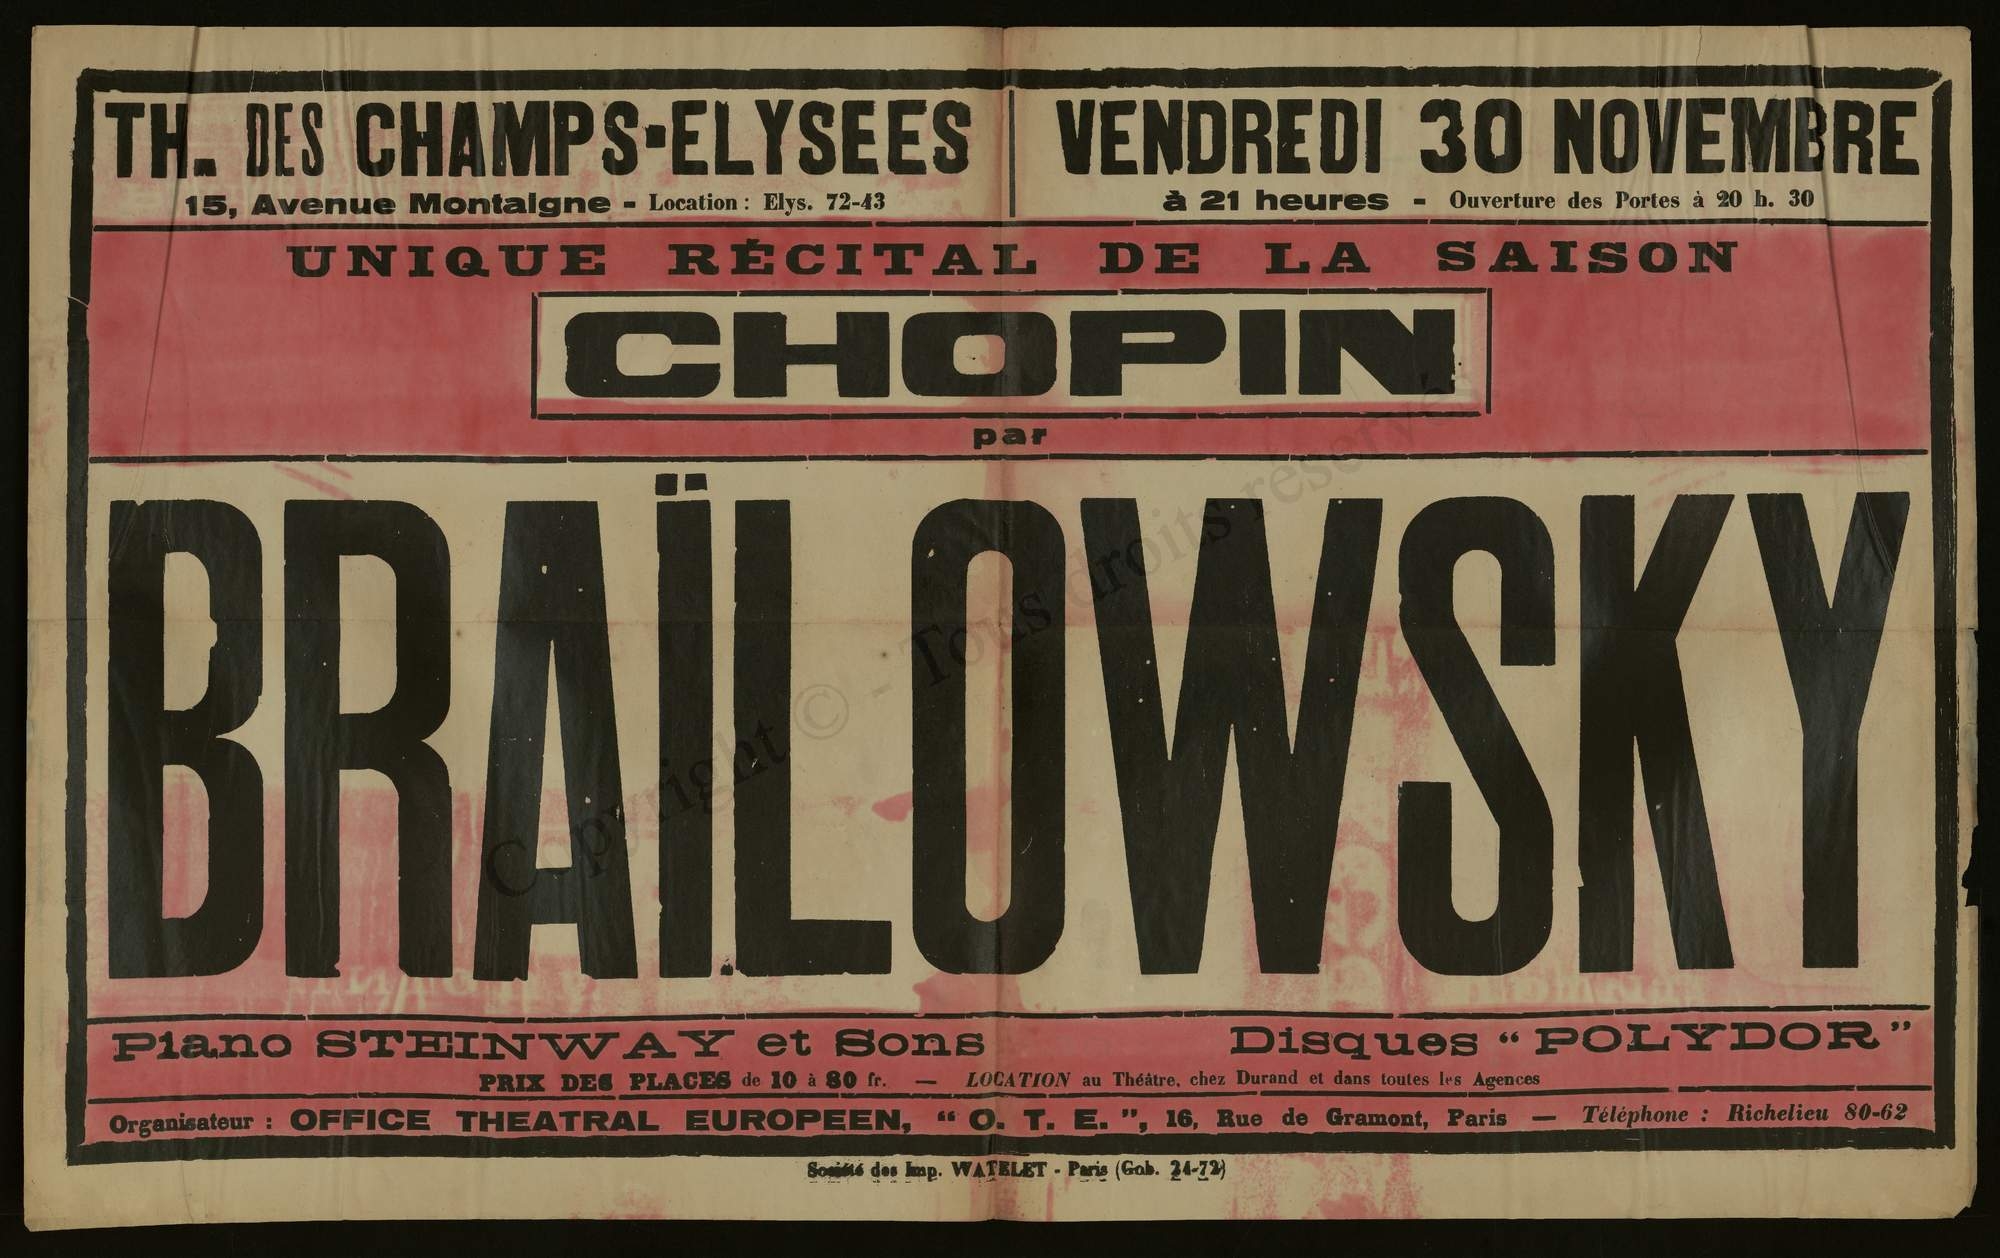 TH. DES CHAMPS-ELYSEES
15, Avenue Montaigne - Location : Elys. 72-43
VENDREDI 30 NOVEMBRE
à 21 heures - Ouverture des Portes à 20 h. 30
UNIQUE RÉCITAL DE LA SAISON
CHOPIN
par
BRAÏLOWSKY
Piano STEINWAY et Sons
Disques “ POLYDOR ”
PRIX DES PLACES de 10 à 80 fr. — LOCATION au Théâtre, chez Durand et dans toutes les Agences
Organisateur : OFFICE THEATRAL EUROPEEN, “ O. T. E. ”, 16, Rue de Gramont, Paris — Téléphone : Richelieu 80-62
Société des Imp. WATELET - Paris (Gob. 24-72)
Copyright © - Tous droits réservés